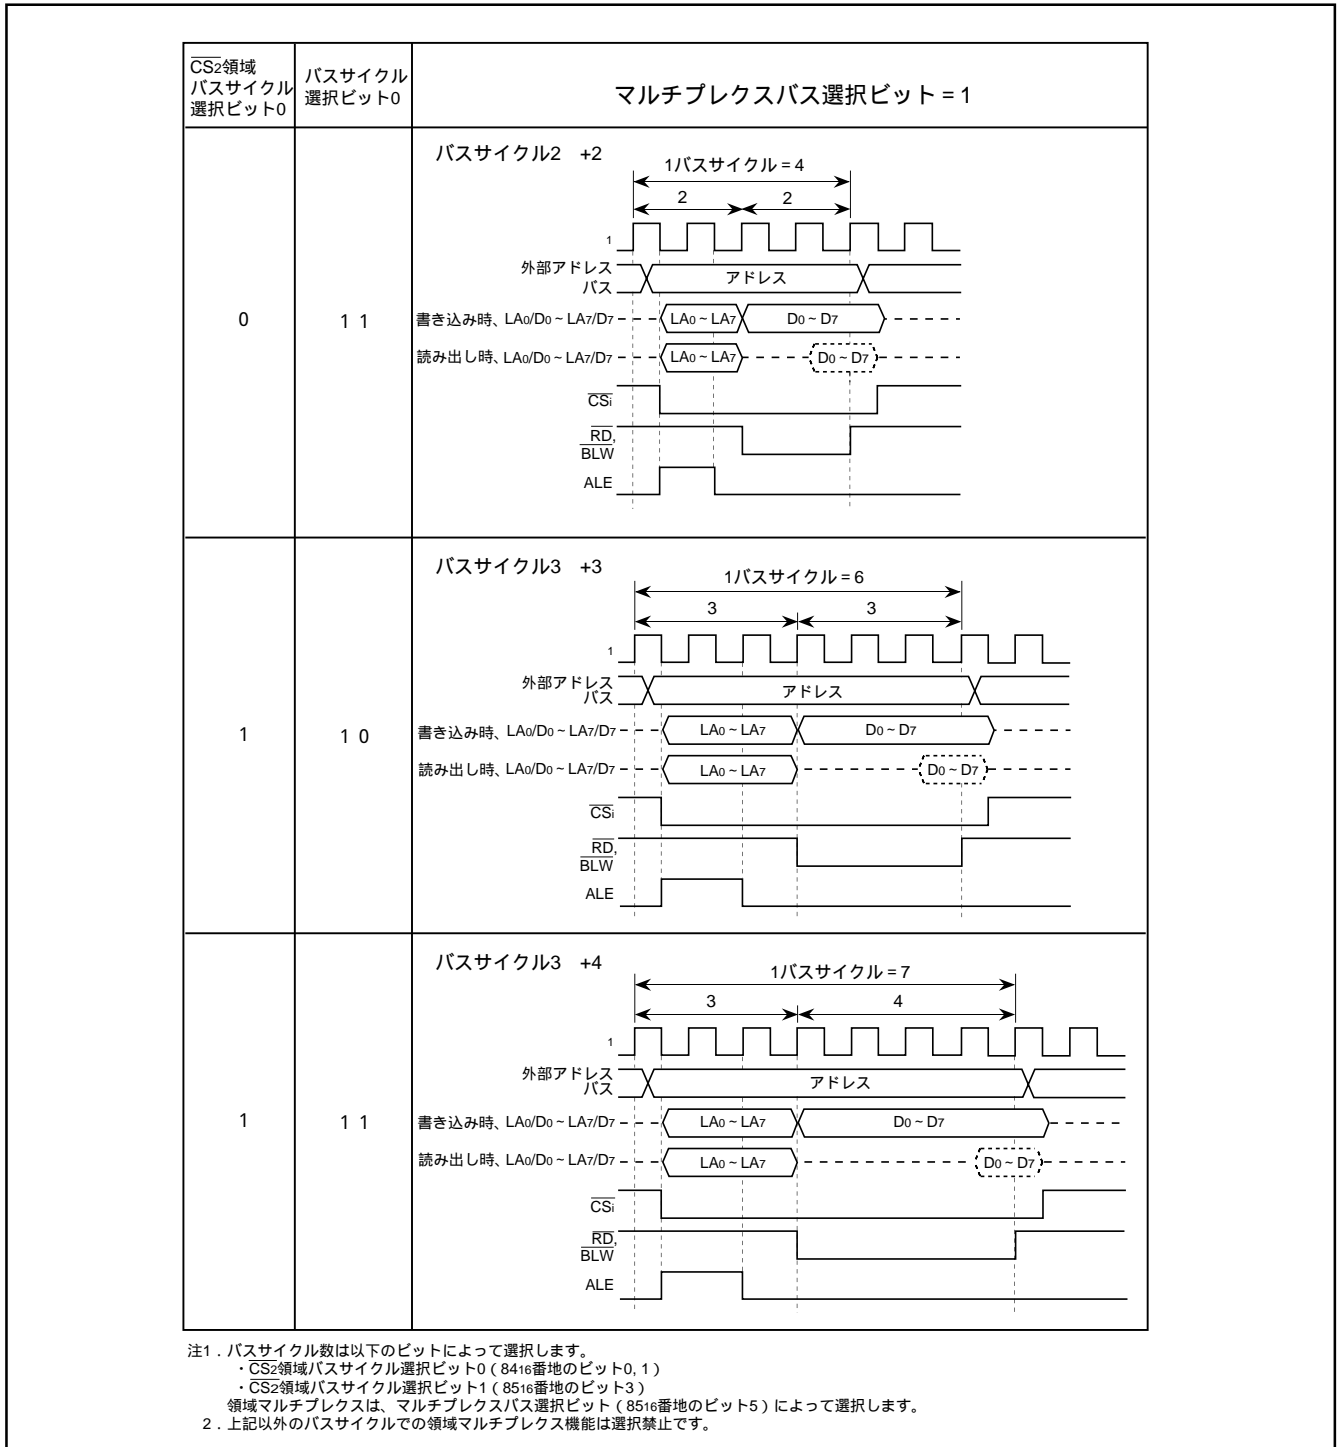 CS2領域
バスサイクル
選択ビット0
バスサイクル
選択ビット0
マルチプレクスバス選択ビット = 1
0
1 1
バスサイクル2 +2
1バスサイクル = 4
2
2
1
外部アドレス
バス
アドレス
書き込み時、LA0/D0 ~ LA7/D7
LA0 ~ LA7
D0 ~ D7
読み出し時、LA0/D0 ~ LA7/D7
LA0 ~ LA7
D0 ~ D7
CSi
RD,
BLW
ALE
1
1 0
バスサイクル3 +3
1バスサイクル = 6
3
3
1
外部アドレス
バス
アドレス
書き込み時、LA0/D0 ~ LA7/D7
LA0 ~ LA7
D0 ~ D7
読み出し時、LA0/D0 ~ LA7/D7
LA0 ~ LA7
D0 ~ D7
CSi
RD,
BLW
ALE
1
1 1
バスサイクル3 +4
1バスサイクル = 7
3
4
1
外部アドレス
バス
アドレス
書き込み時、LA0/D0 ~ LA7/D7
LA0 ~ LA7
D0 ~ D7
読み出し時、LA0/D0 ~ LA7/D7
LA0 ~ LA7
D0 ~ D7
CSi
RD,
BLW
ALE
注1．バスサイクル数は以下のビットによって選択します。
・CS2領域バスサイクル選択ビット0（8416番地のビット0, 1）
・CS2領域バスサイクル選択ビット1（8516番地のビット3）
領域マルチプレクスは、マルチプレクスバス選択ビット（8516番地のビット5）によって選択します。
2．上記以外のバスサイクルでの領域マルチプレクス機能は選択禁止です。